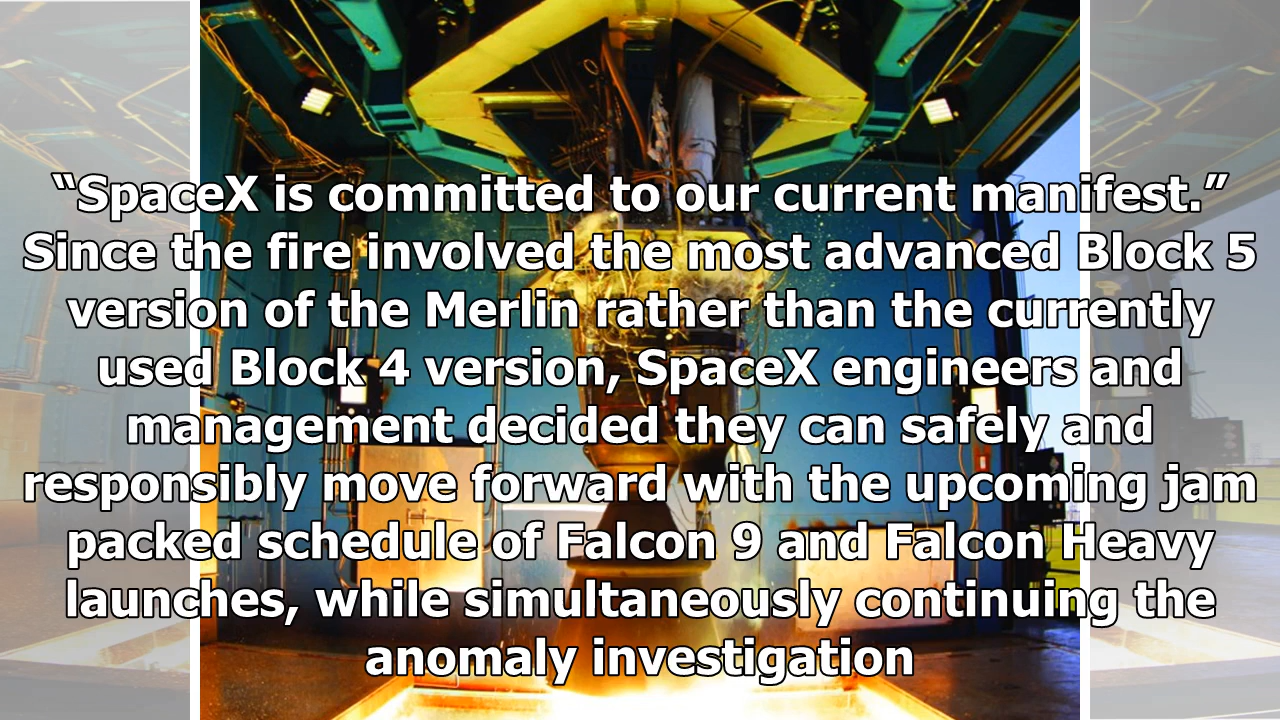 “SpaceX is committed to our current manifest.”
Since the fire involved the most advanced Block 5
version of the Merlin rather than the currently
used Block 4 version, SpaceX engineers and
management decided they can safely and
responsibly move forward with the upcoming jam
packed schedule of Falcon 9 and Falcon Heavy
launches, while simultaneously continuing the
anomaly investigation